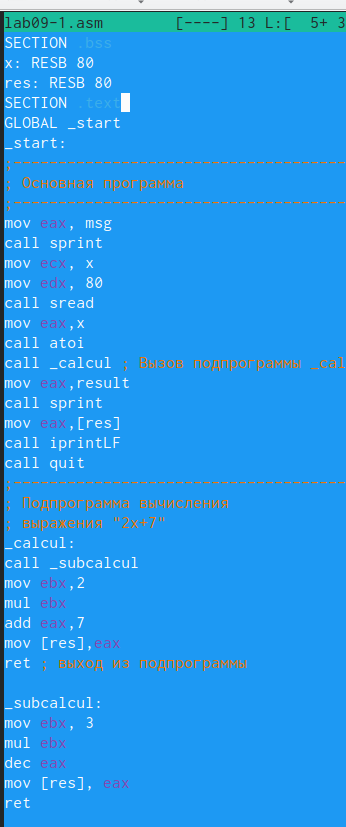 lab09-1.asm [----] 13 L:[ 5+ 3
SECTION .bss
x: RESB 80
res: RESB 80
SECTION .text
GLOBAL _start
_start:
;------------------------------------
; Основная программа
;------------------------------------
mov eax, msg
call sprint
mov ecx, x
mov edx, 80
call sread
mov eax,x
call atoi
call _calcul ; Вызов подпрограммы _cal
mov eax,result
call sprint
mov eax,[res]
call iprintLF
call quit
;------------------------------------
; Подпрограмма вычисления
; выражения "2x+7"
_calcul:
call _subcalcul
mov ebx,2
mul ebx
add eax,7
mov [res],eax
ret ; выход из подпрограммы
_subcalcul:
mov ebx, 3
mul ebx
dec eax
mov [res], eax
ret